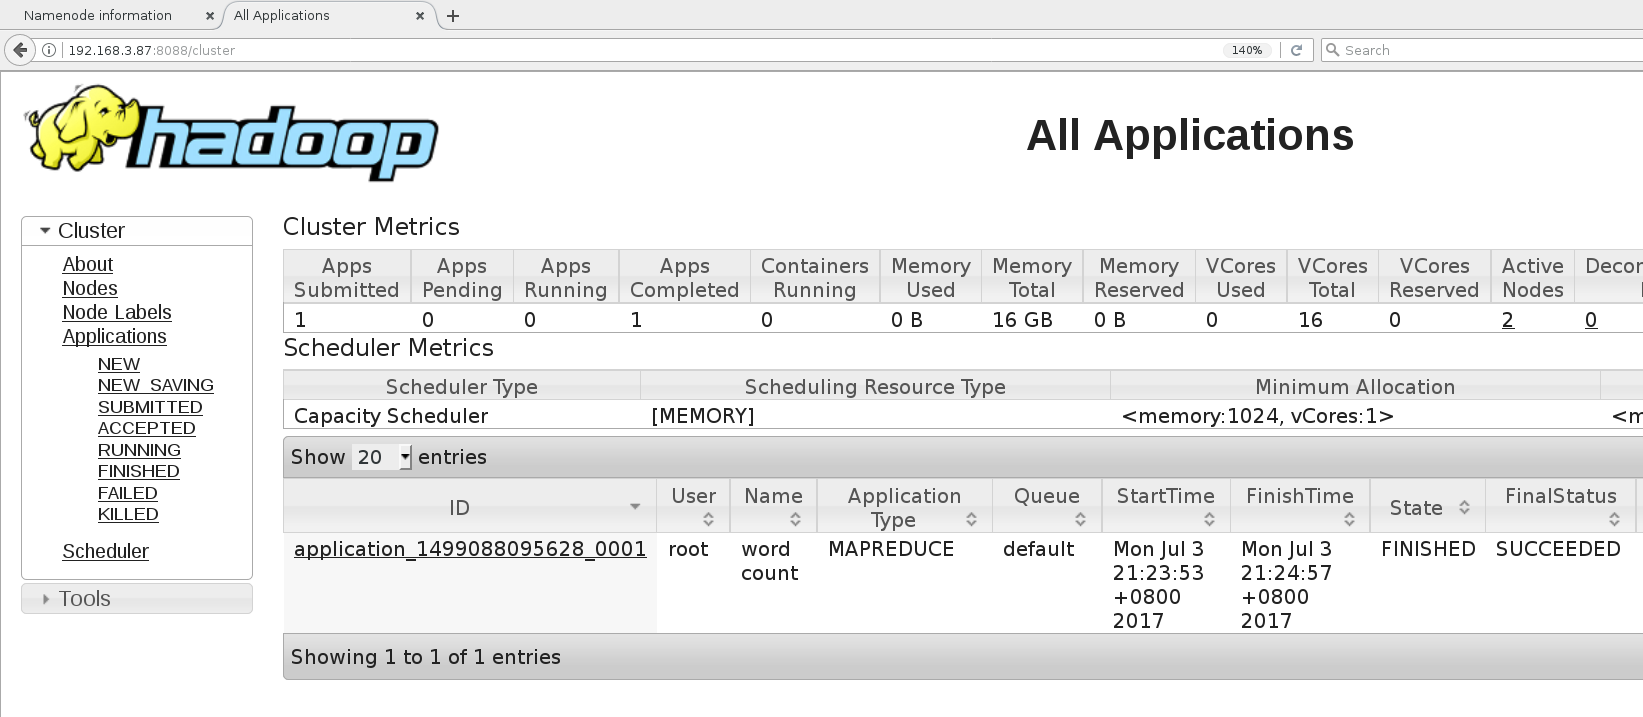 Namenode information
All Applications
192.168.3.87:8088/cluster
140%
Search
hadoop
All Applications
Cluster
About
Nodes
Node Labels
Applications
NEW
NEW_SAVING
SUBMITTED
ACCEPTED
RUNNING
FINISHED
FAILED
KILLED
Scheduler
Tools
Cluster Metrics
Apps Submitted Apps Pending Apps Running Apps Completed Containers Running Memory Used Memory Total Memory Reserved VCores Used VCores Total VCores Reserved Active Nodes
1 0 0 1 0 0 B 16 GB 0 B 0 16 0 2 0
Scheduler Metrics
Scheduler Type Scheduling Resource Type Minimum Allocation
Capacity Scheduler [MEMORY] <memory:1024, vCores:1> <m
Show 20 entries
ID User Name Application Type Queue StartTime FinishTime State FinalStatus
application_1499088095628_0001 root word count MAPREDUCE default Mon Jul 3 21:23:53 +0800 2017 Mon Jul 3 21:24:57 +0800 2017 FINISHED SUCCEEDED
Showing 1 to 1 of 1 entries